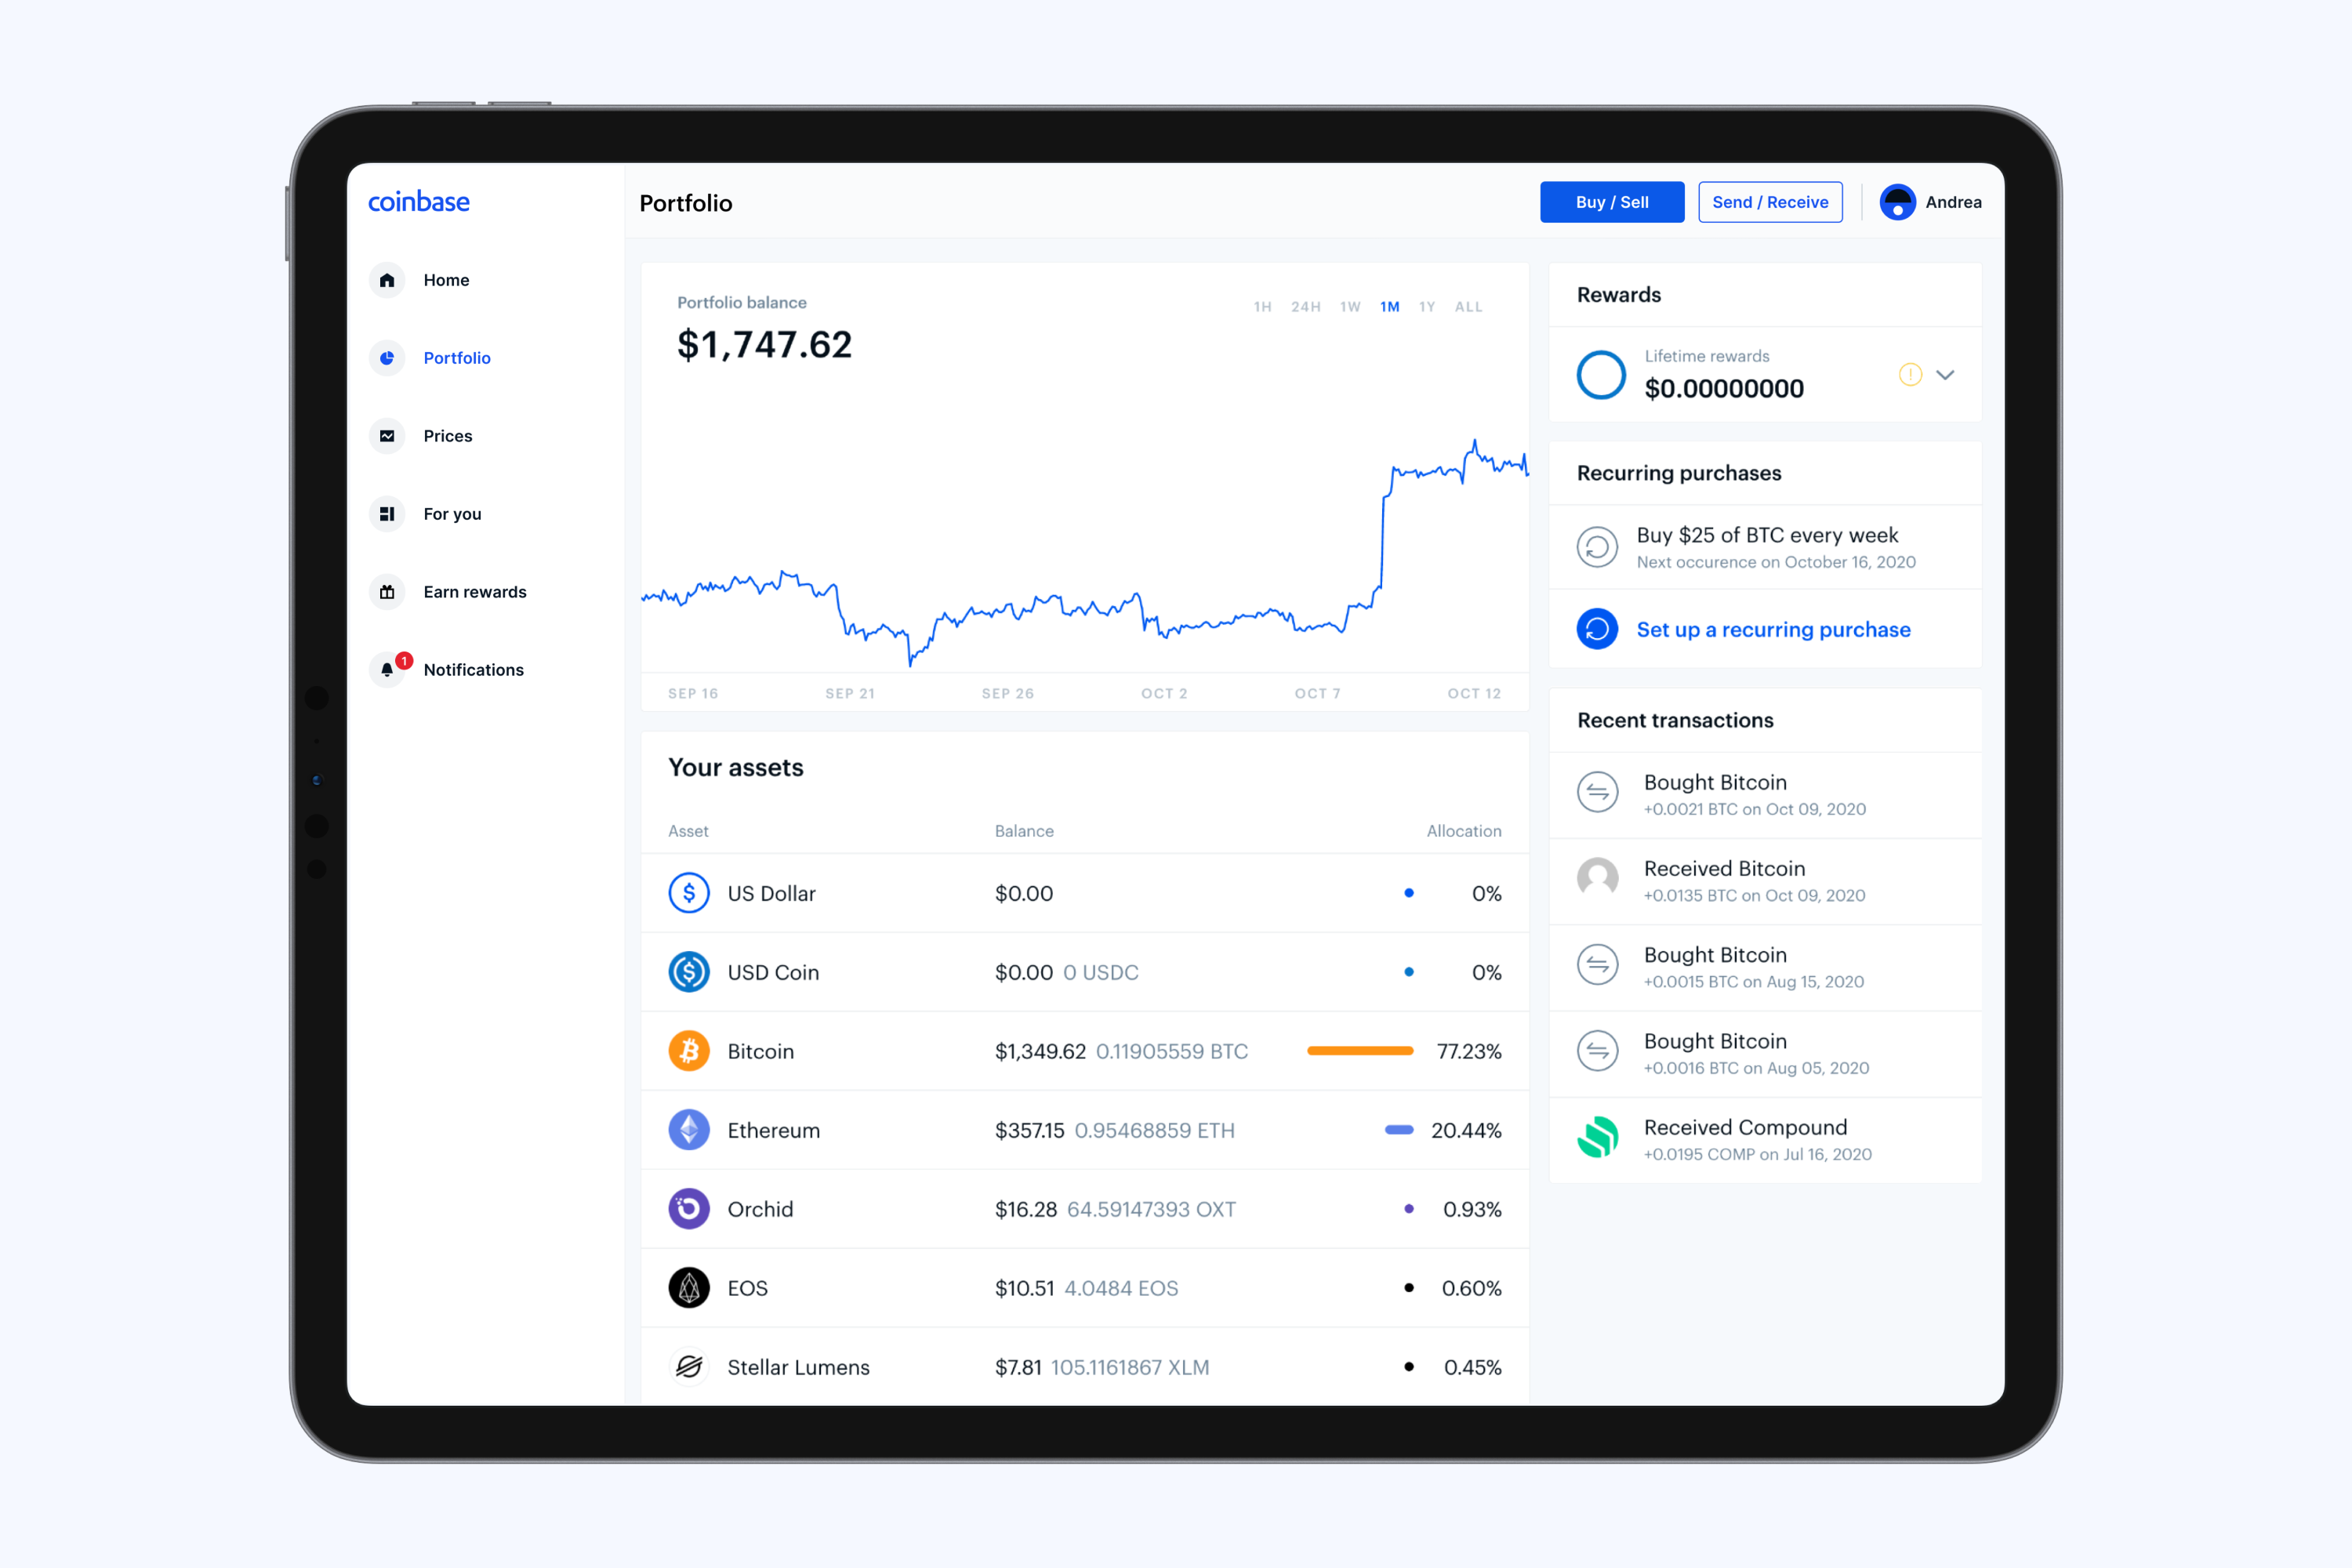 coinbase
Home
Portfolio
Prices
For you
Earn rewards
1
Notifications
Portfolio
Buy / Sell
Send / Receive
Andrea
Portfolio balance
$1,747.62
1H 24H 1W 1M 1Y ALL
SEP 16 SEP 21 SEP 26 OCT 2 OCT 7 OCT 12
Your assets
Asset Balance Allocation
US Dollar $0.00 0%
USD Coin $0.00 0 USDC 0%
Bitcoin $1,349.62 0.11905559 BTC 77.23%
Ethereum $357.15 0.95468859 ETH 20.44%
Orchid $16.28 64.59147393 OXT 0.93%
EOS $10.51 4.0484 EOS 0.60%
Stellar Lumens $7.81 105.1161867 XLM 0.45%
Rewards
Lifetime rewards
$0.00000000
Recurring purchases
Buy $25 of BTC every week
Next occurence on October 16, 2020
Set up a recurring purchase
Recent transactions
Bought Bitcoin
+0.0021 BTC on Oct 09, 2020
Received Bitcoin
+0.0135 BTC on Oct 09, 2020
Bought Bitcoin
+0.0015 BTC on Aug 15, 2020
Bought Bitcoin
+0.0016 BTC on Aug 05, 2020
Received Compound
+0.0195 COMP on Jul 16, 2020